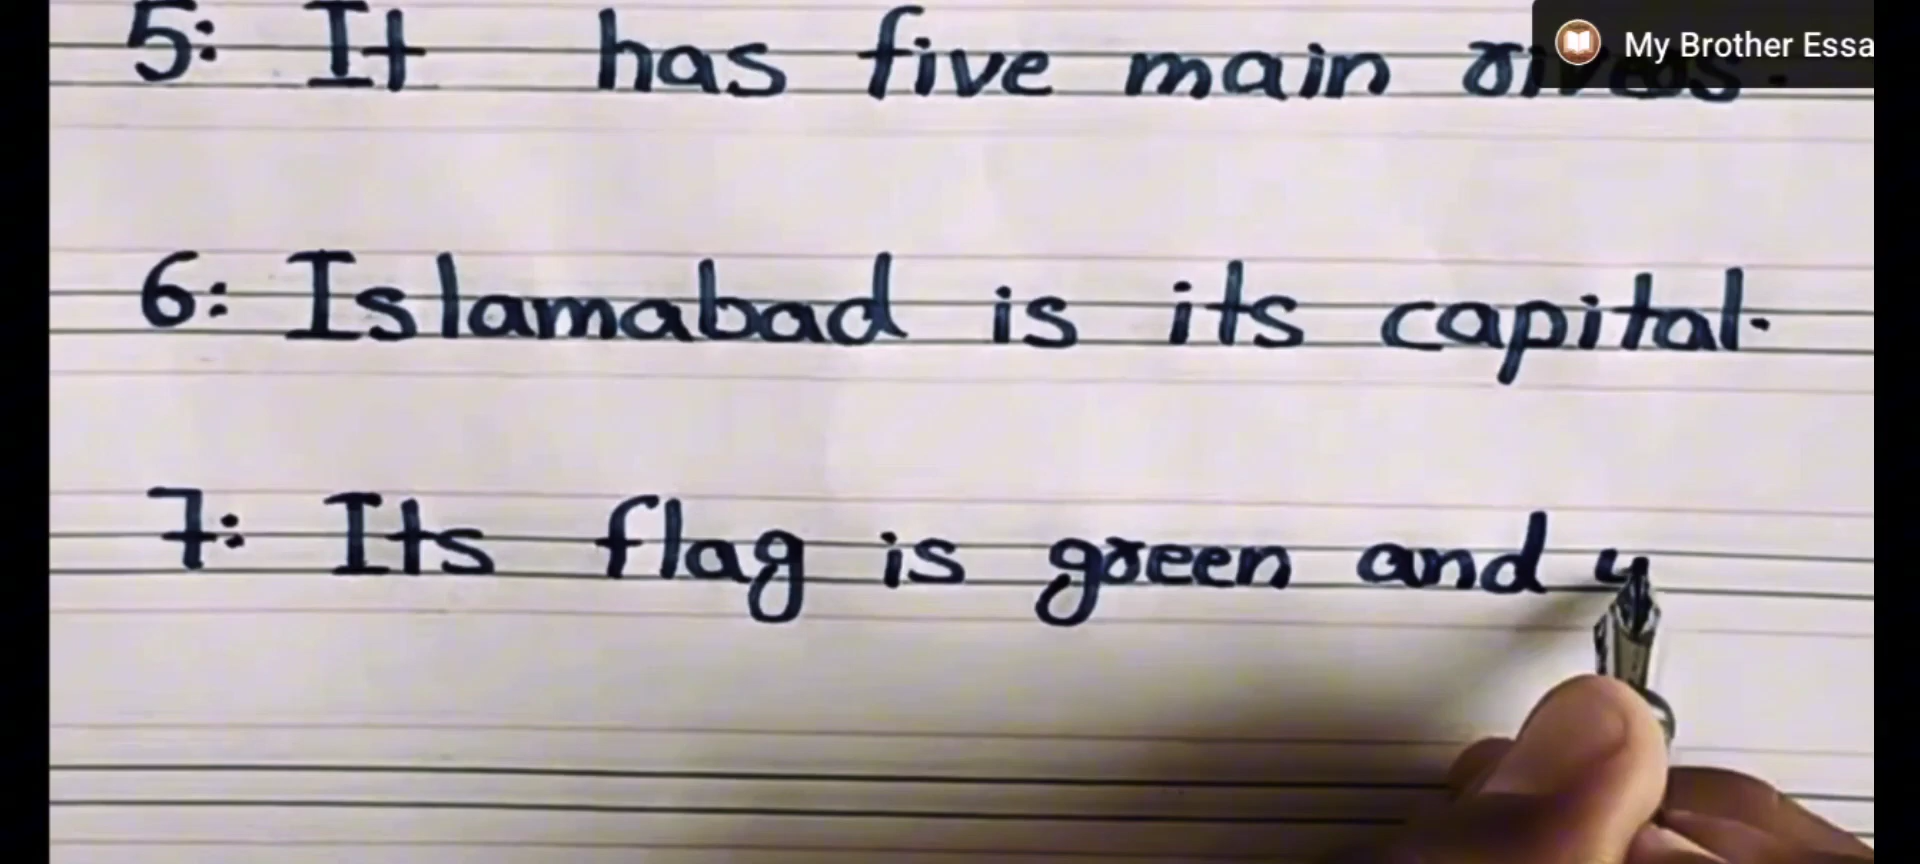 My Brother Essa
5: It has five main rivers.
6: Islamabad is its capital.
7: Its flag is green and